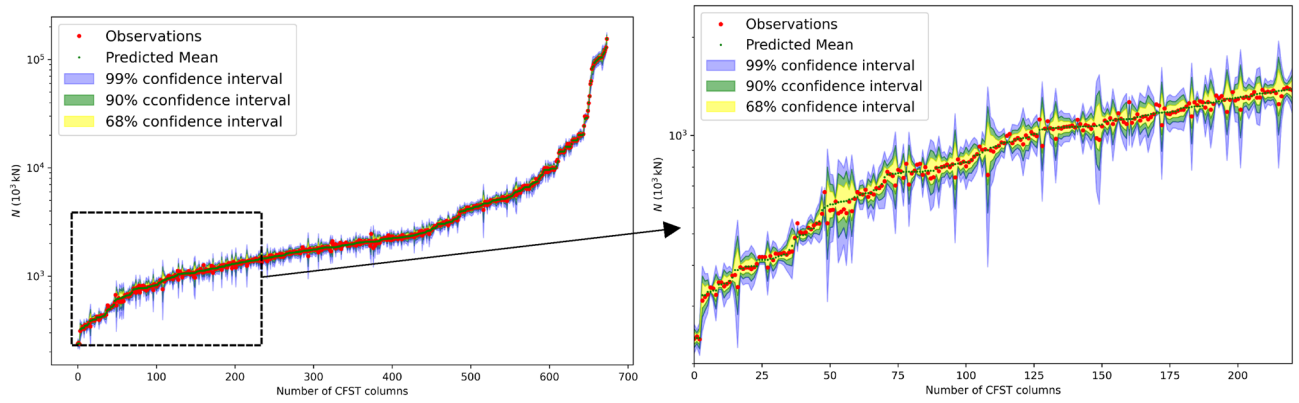 Observations
Predicted Mean
99% confidence interval
90% cconfidence interval
68% confidence interval
10^5
10^4
10^3
N (10^3 kN)
0 100 200 300 400 500 600 700
Number of CFST columns
Observations
Predicted Mean
99% confidence interval
90% cconfidence interval
68% confidence interval
10^3
N (10^3 kN)
0 25 50 75 100 125 150 175 200
Number of CFST columns